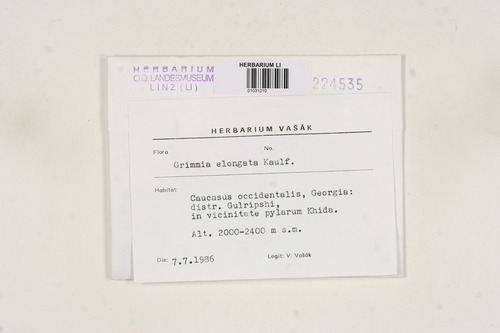 HERBARIUM
O.Ö. LANDESMUSEUM
LINZ (LI)
HERBARIUM LI
01031010
224535
HERBARIUM VAŠÁK
Flora
No.
Grimmia elongata Kaulf.
Habitat:
Caucasus occidentalis, Georgia:
distr. Gulripshi,
in vicinitate pylarum Khida.
Alt. 2000-2400 m s.m.
Die: 7.7.1986
Legit: V. Vašák